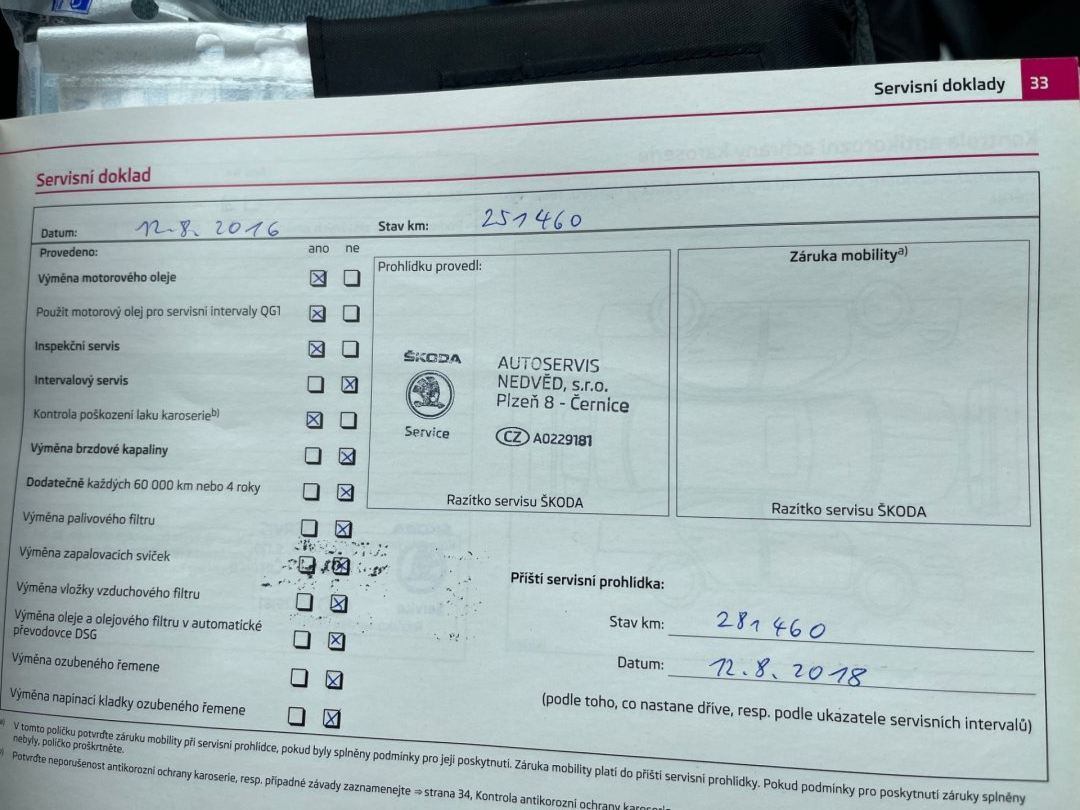 Servisní doklady 33
Servisní doklad
Datum: 12.8. 2016 Stav km: 251460
Provedeno: ano ne
Výměna motorového oleje
Použit motorový olej pro servisní intervaly QG1
Inspekční servis
Intervalový servis
Kontrola poškození laku karoserie b)
Výměna brzdové kapaliny
Dodatečně každých 60 000 km nebo 4 roky
Výměna palivového filtru
Výměna zapalovacích svíček
Výměna vložky vzduchového filtru
Výměna oleje a olejového filtru v automatické
převodovce DSG
Výměna ozubeného řemene
Výměna napínací kladky ozubeného řemene
Prohlídku provedl:
ŠKODA
Service
AUTOSERVIS
NEDVĚD, s.r.o.
Plzeň 8 - Černice
CZ A0229181
Razítko servisu ŠKODA
Záruka mobility a)
Razítko servisu ŠKODA
Příští servisní prohlídka:
Stav km: 281460
Datum: 12.8. 2018
(podle toho, co nastane dříve, resp. podle ukazatele servisních intervalů)
a) V tomto políčku potvrďte záruku mobility při servisní prohlídce, pokud byly splněny podmínky pro její poskytnutí. Záruka mobility platí do příští servisní prohlídky. Pokud podmínky pro poskytnutí záruky splněny
nebyly, políčko proškrtněte.
Potvrďte neporušenost antikorozní ochrany karoserie, resp. případné závady zaznamenejte ⇒ strana 34, Kontrola antikorozní ochrany karoserie